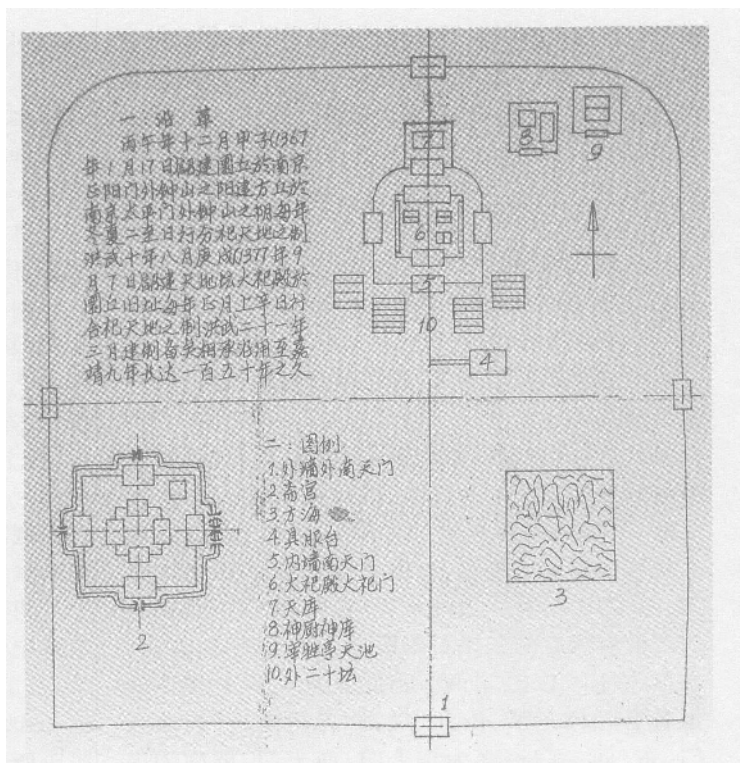 一:沿革
丙午年十二月甲子(1367
年1月17日 建圜丘於南京
正阳门外钟山之阳建方丘於
南京太平门外钟山之阴每年
冬夏二至日行分祀天地之制
洪武十年八月庚戌(1377年9
月7日 建天地坛大祀殿於
圜丘旧址每年正月上辛日行
合祀天地之制洪武二十一年
三月建制备矣相承沿用至嘉
靖九年长达一百五十年之久
7
8
9
6
5
10
4
二:图例
1.外墙外南天门
2.斋宫
3.方海
4.具服台
5.内墙南天门
6.大祀殿大祀门
7.天库
8.神厨神库
9.宰牲亭天池
10.外二十坛
2
3
1